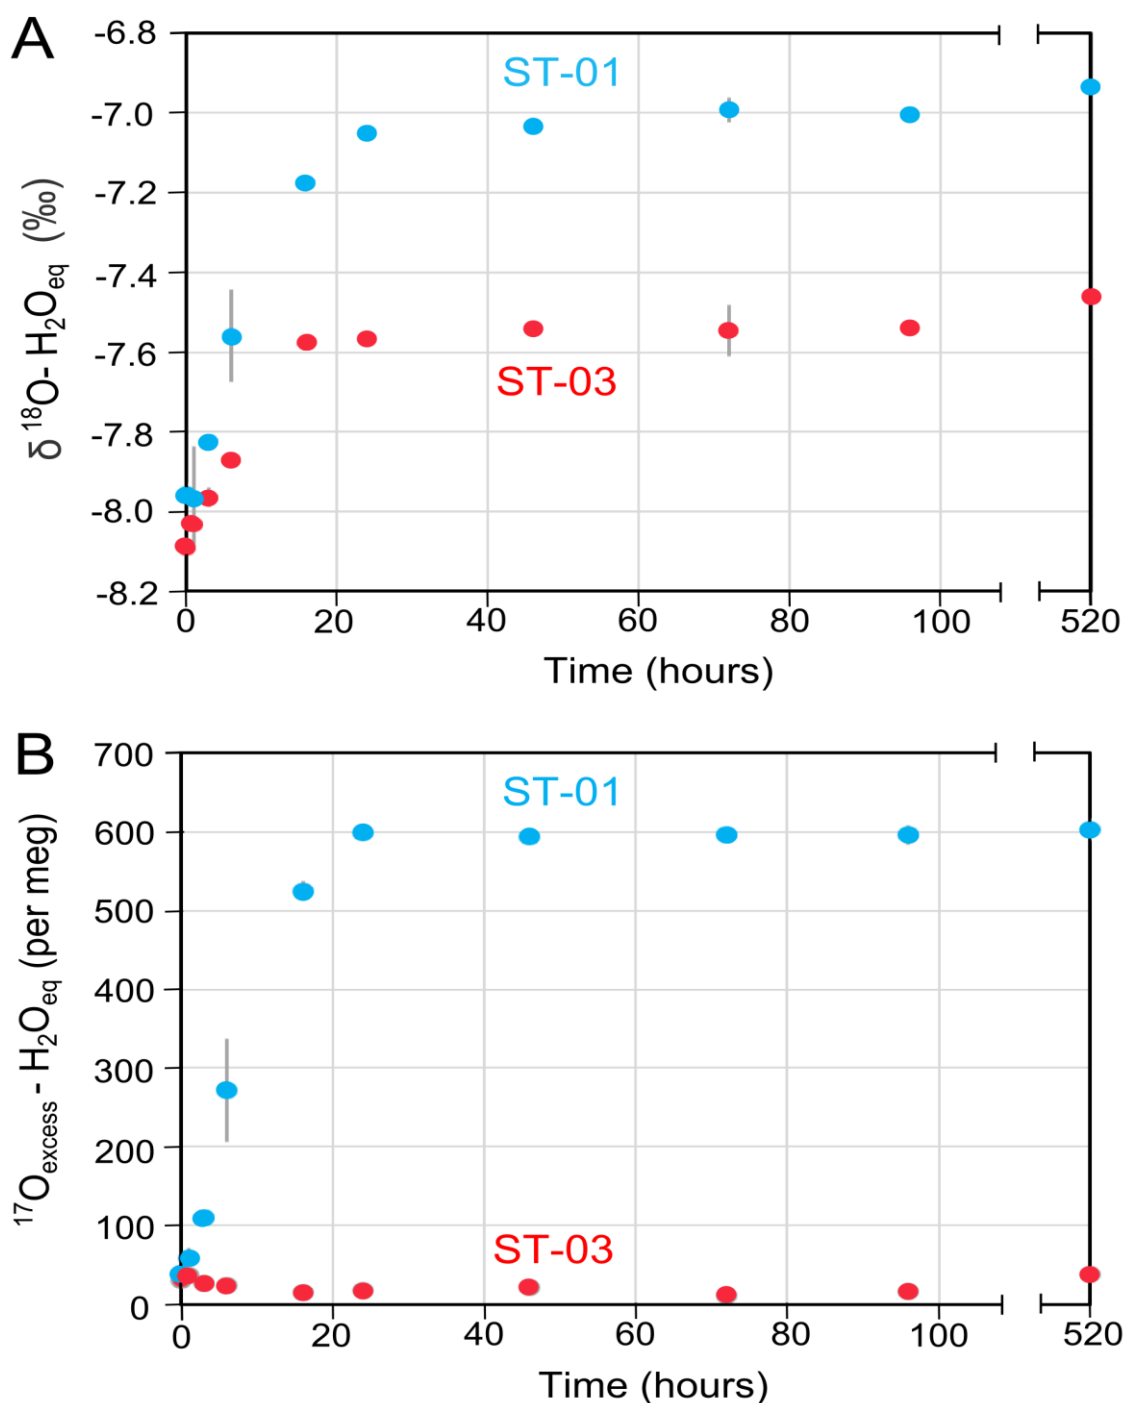 A
-6.8
-7.0
-7.2
-7.4
-7.6
-7.8
-8.0
-8.2
δ 18O- H2Oeq (‰)
ST-01
ST-03
0 20 40 60 80 100 520
Time (hours)
B
700
600
500
400
300
200
100
0
17Oexcess - H2Oeq (per meg)
ST-01
ST-03
0 20 40 60 80 100 520
Time (hours)